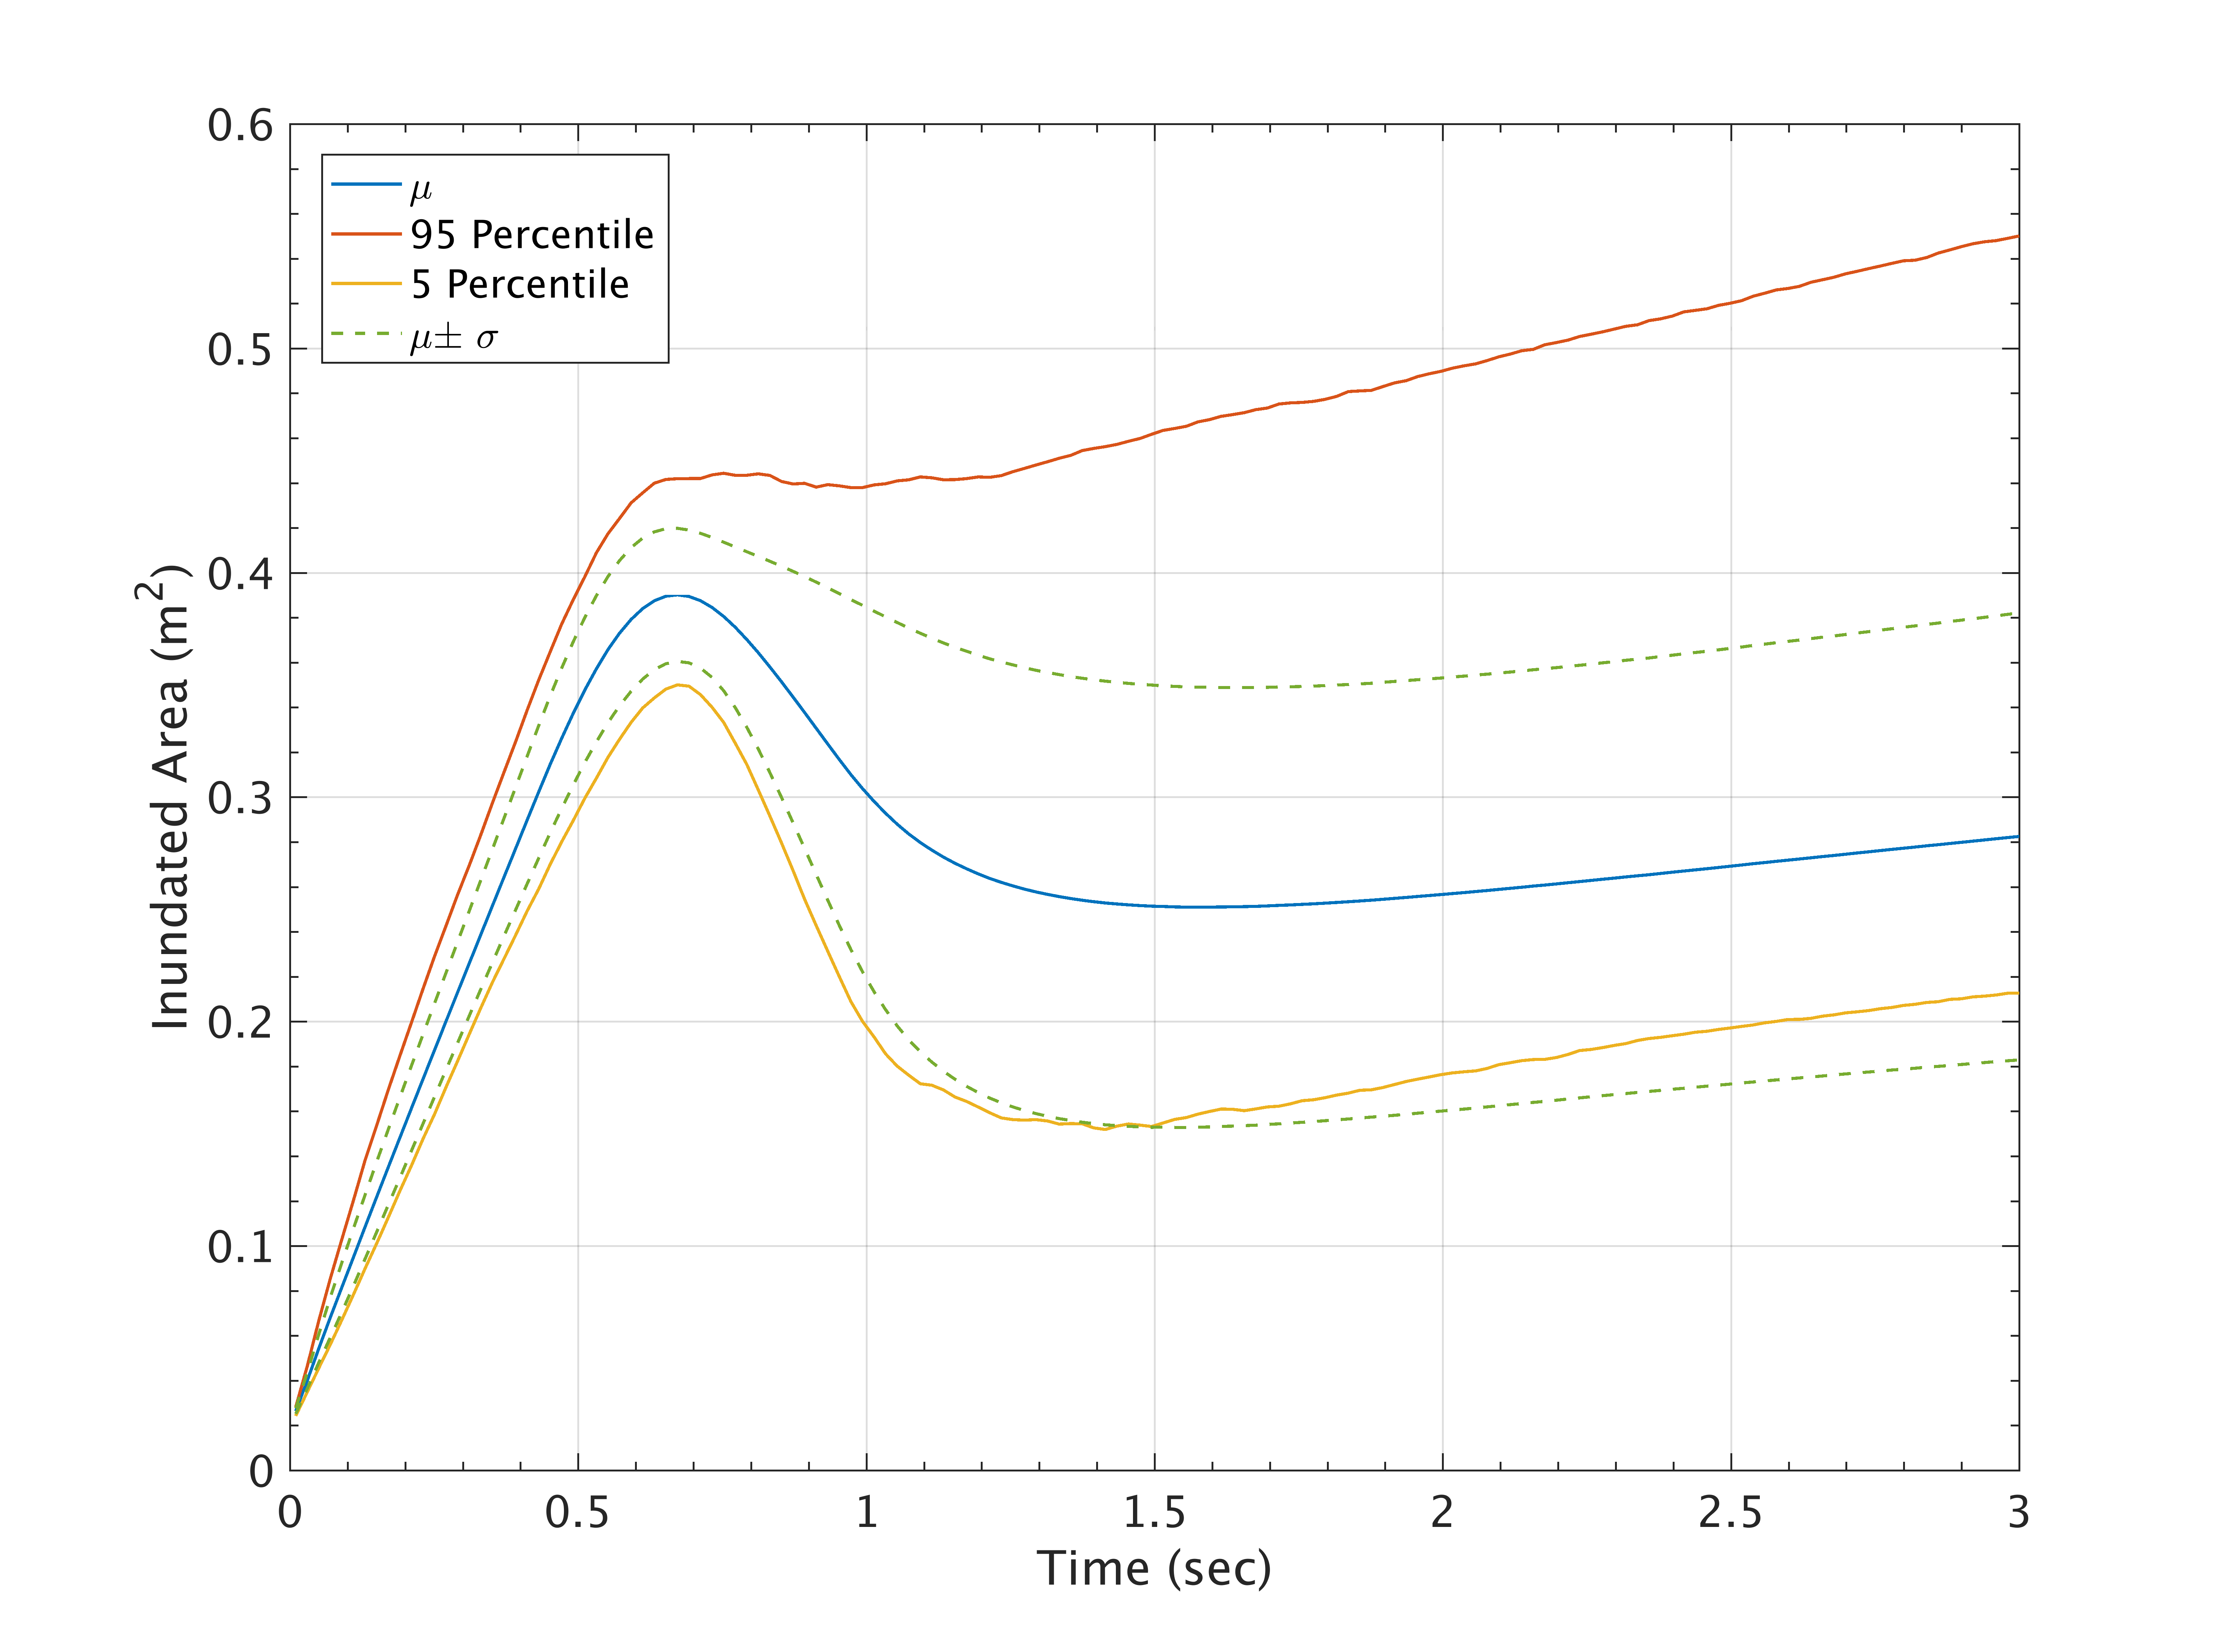 0.6
0.5
0.4
0.3
0.2
0.1
0
μ
95 Percentile
5 Percentile
μ± σ
Inundated Area (m²)
0 0.5 1 1.5 2 2.5 3
Time (sec)